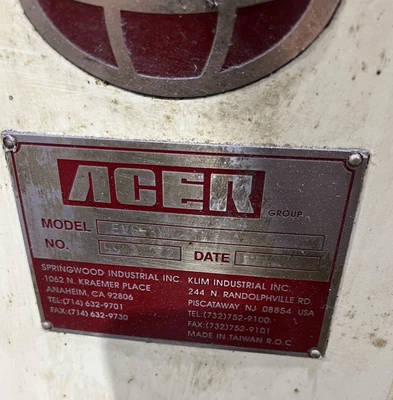 ACER
GROUP
MODEL
NO. DATE
SPRINGWOOD INDUSTRIAL INC. KLIM INDUSTRIAL INC.
1062 N. KRAEMER PLACE 244 N. RANDOLPHVILLE RD.
ANAHEIM, CA 92806 PISCATAWAY, NJ 08854 USA
TEL:(714) 632-9701 TEL:(732)752-9100
FAX:(714) 632-9730 FAX:(732)752-9101
MADE IN TAIWAN R.O.C.